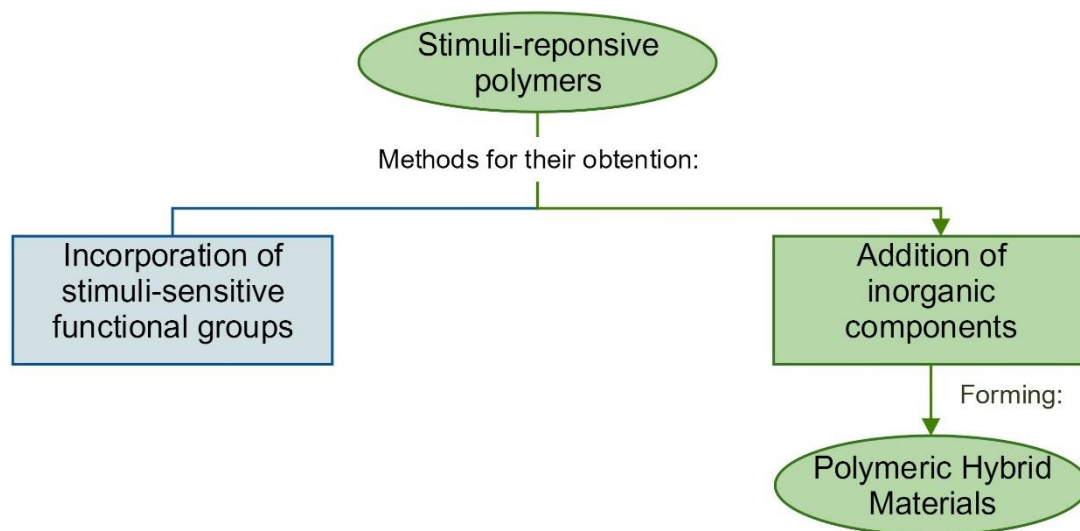 Stimuli-reponsive
polymers
Methods for their obtention:
Incorporation of
stimuli-sensitive
functional groups
Addition of
inorganic
components
Forming:
Polymeric Hybrid
Materials